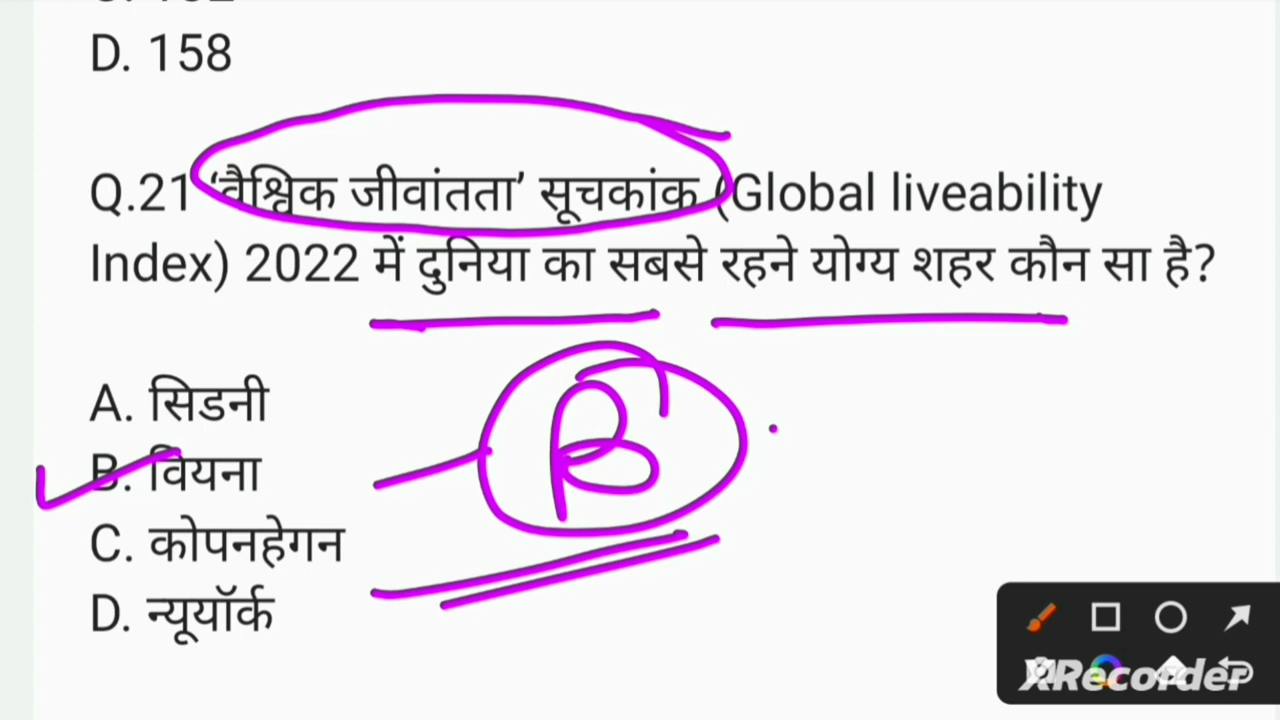 D. 158
Q.21 'वैश्विक जीवांतता' सूचकांक (Global liveability
Index) 2022 में दुनिया का सबसे रहने योग्य शहर कौन सा है?
A. सिडनी
B. वियना
B
C. कोपनहेगन
D. न्यूयॉर्क
XRecorder